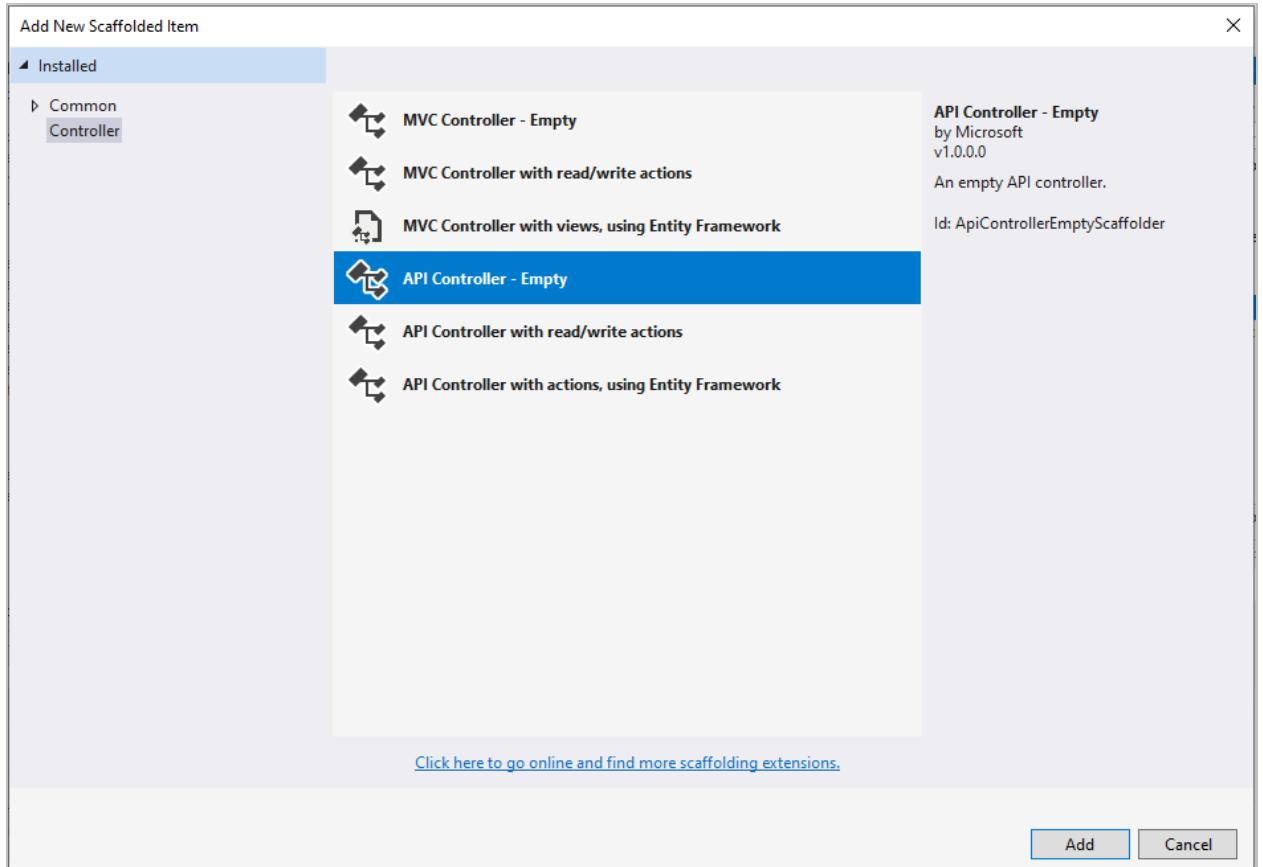 Add New Scaffolded Item
Installed
Common
Controller
MVC Controller - Empty
MVC Controller with read/write actions
MVC Controller with views, using Entity Framework
API Controller - Empty
API Controller with read/write actions
API Controller with actions, using Entity Framework
Click here to go online and find more scaffolding extensions.
API Controller - Empty
by Microsoft
v1.0.0.0
An empty API controller.
Id: ApiControllerEmptyScaffolder
Add
Cancel